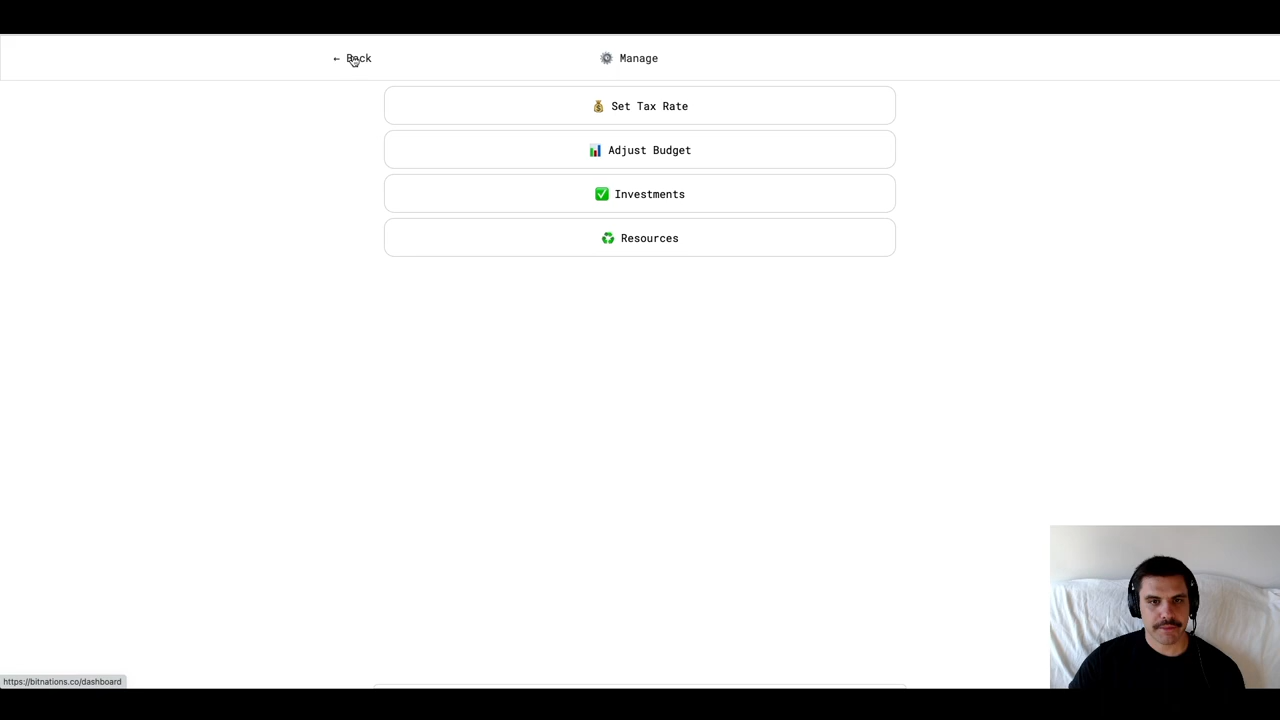 ← Back
⚙️ Manage
💰 Set Tax Rate
📊 Adjust Budget
✅ Investments
♻️ Resources
https://bitnations.co/dashboard